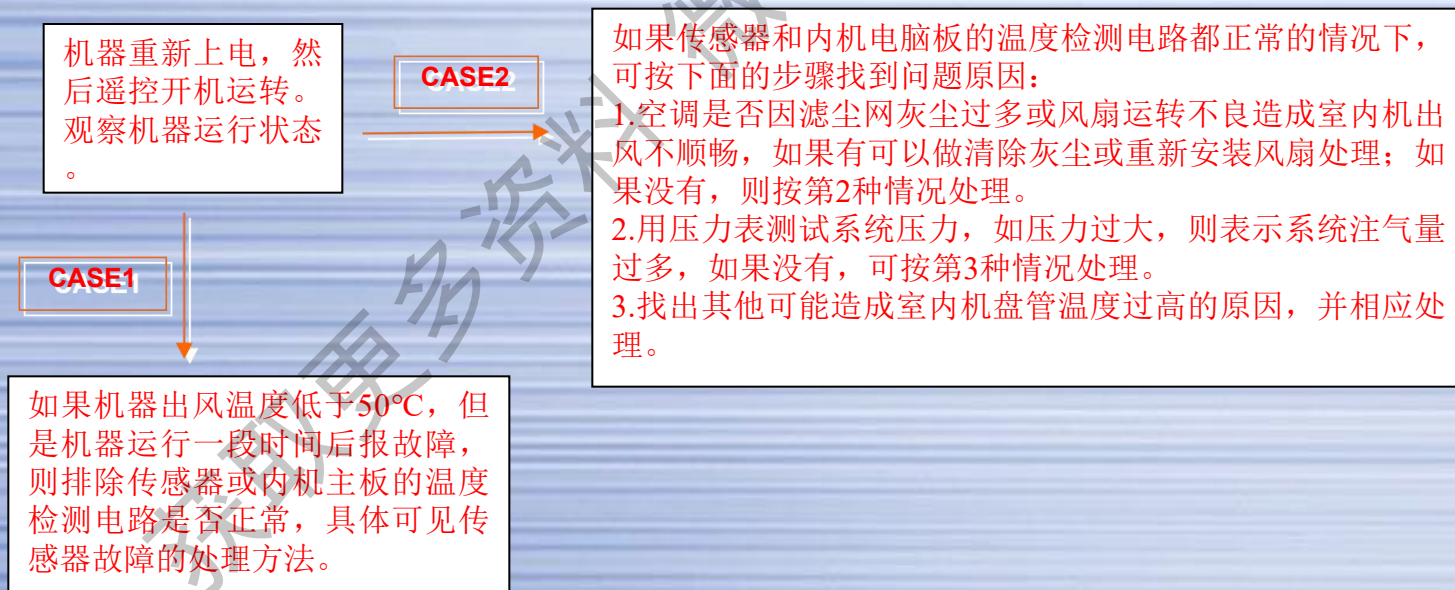 机器重新上电，然
后遥控开机运转。
观察机器运行状态
。
CASE2
如果传感器和内机电脑板的温度检测电路都正常的情况下，
可按下面的步骤找到问题原因：
1.空调是否因滤尘网灰尘过多或风扇运转不良造成室内机出
风不顺畅，如果有可以做清除灰尘或重新安装风扇处理；如
果没有，则按第2种情况处理。
2.用压力表测试系统压力，如压力过大，则表示系统注气量
过多，如果没有，可按第3种情况处理。
3.找出其他可能造成室内机盘管温度过高的原因，并相应处
理。
CASE1
如果机器出风温度低于50℃，但
是机器运行一段时间后报故障，
则排除传感器或内机主板的温度
检测电路是否正常，具体可见传
感器故障的处理方法。
获取更多资料 微